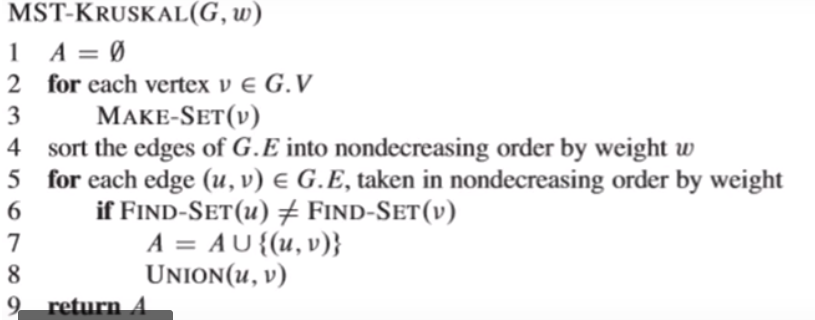 MST-KRUSKAL(G, w)
1 A = Ø
2 for each vertex v ∈ G.V
3 MAKE-SET(v)
4 sort the edges of G.E into nondecreasing order by weight w
5 for each edge (u, v) ∈ G.E, taken in nondecreasing order by weight
6 if FIND-SET(u) ≠ FIND-SET(v)
7 A = A ∪ {(u, v)}
8 UNION(u, v)
9 return A